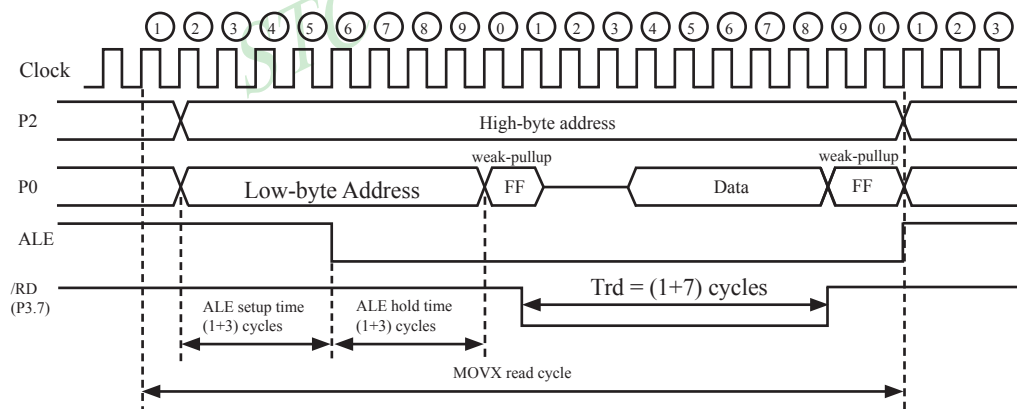 1 2 3 4 5 6 7 8 9 0 1 2 3 4 5 6 7 8 9 0 1 2 3
Clock
P2
High-byte address
weak-pullup
weak-pullup
P0
Low-byte Address
FF
Data
FF
ALE
/RD
(P3.7)
Trd = (1+7) cycles
ALE setup time
(1+3) cycles
ALE hold time
(1+3) cycles
MOVX read cycle